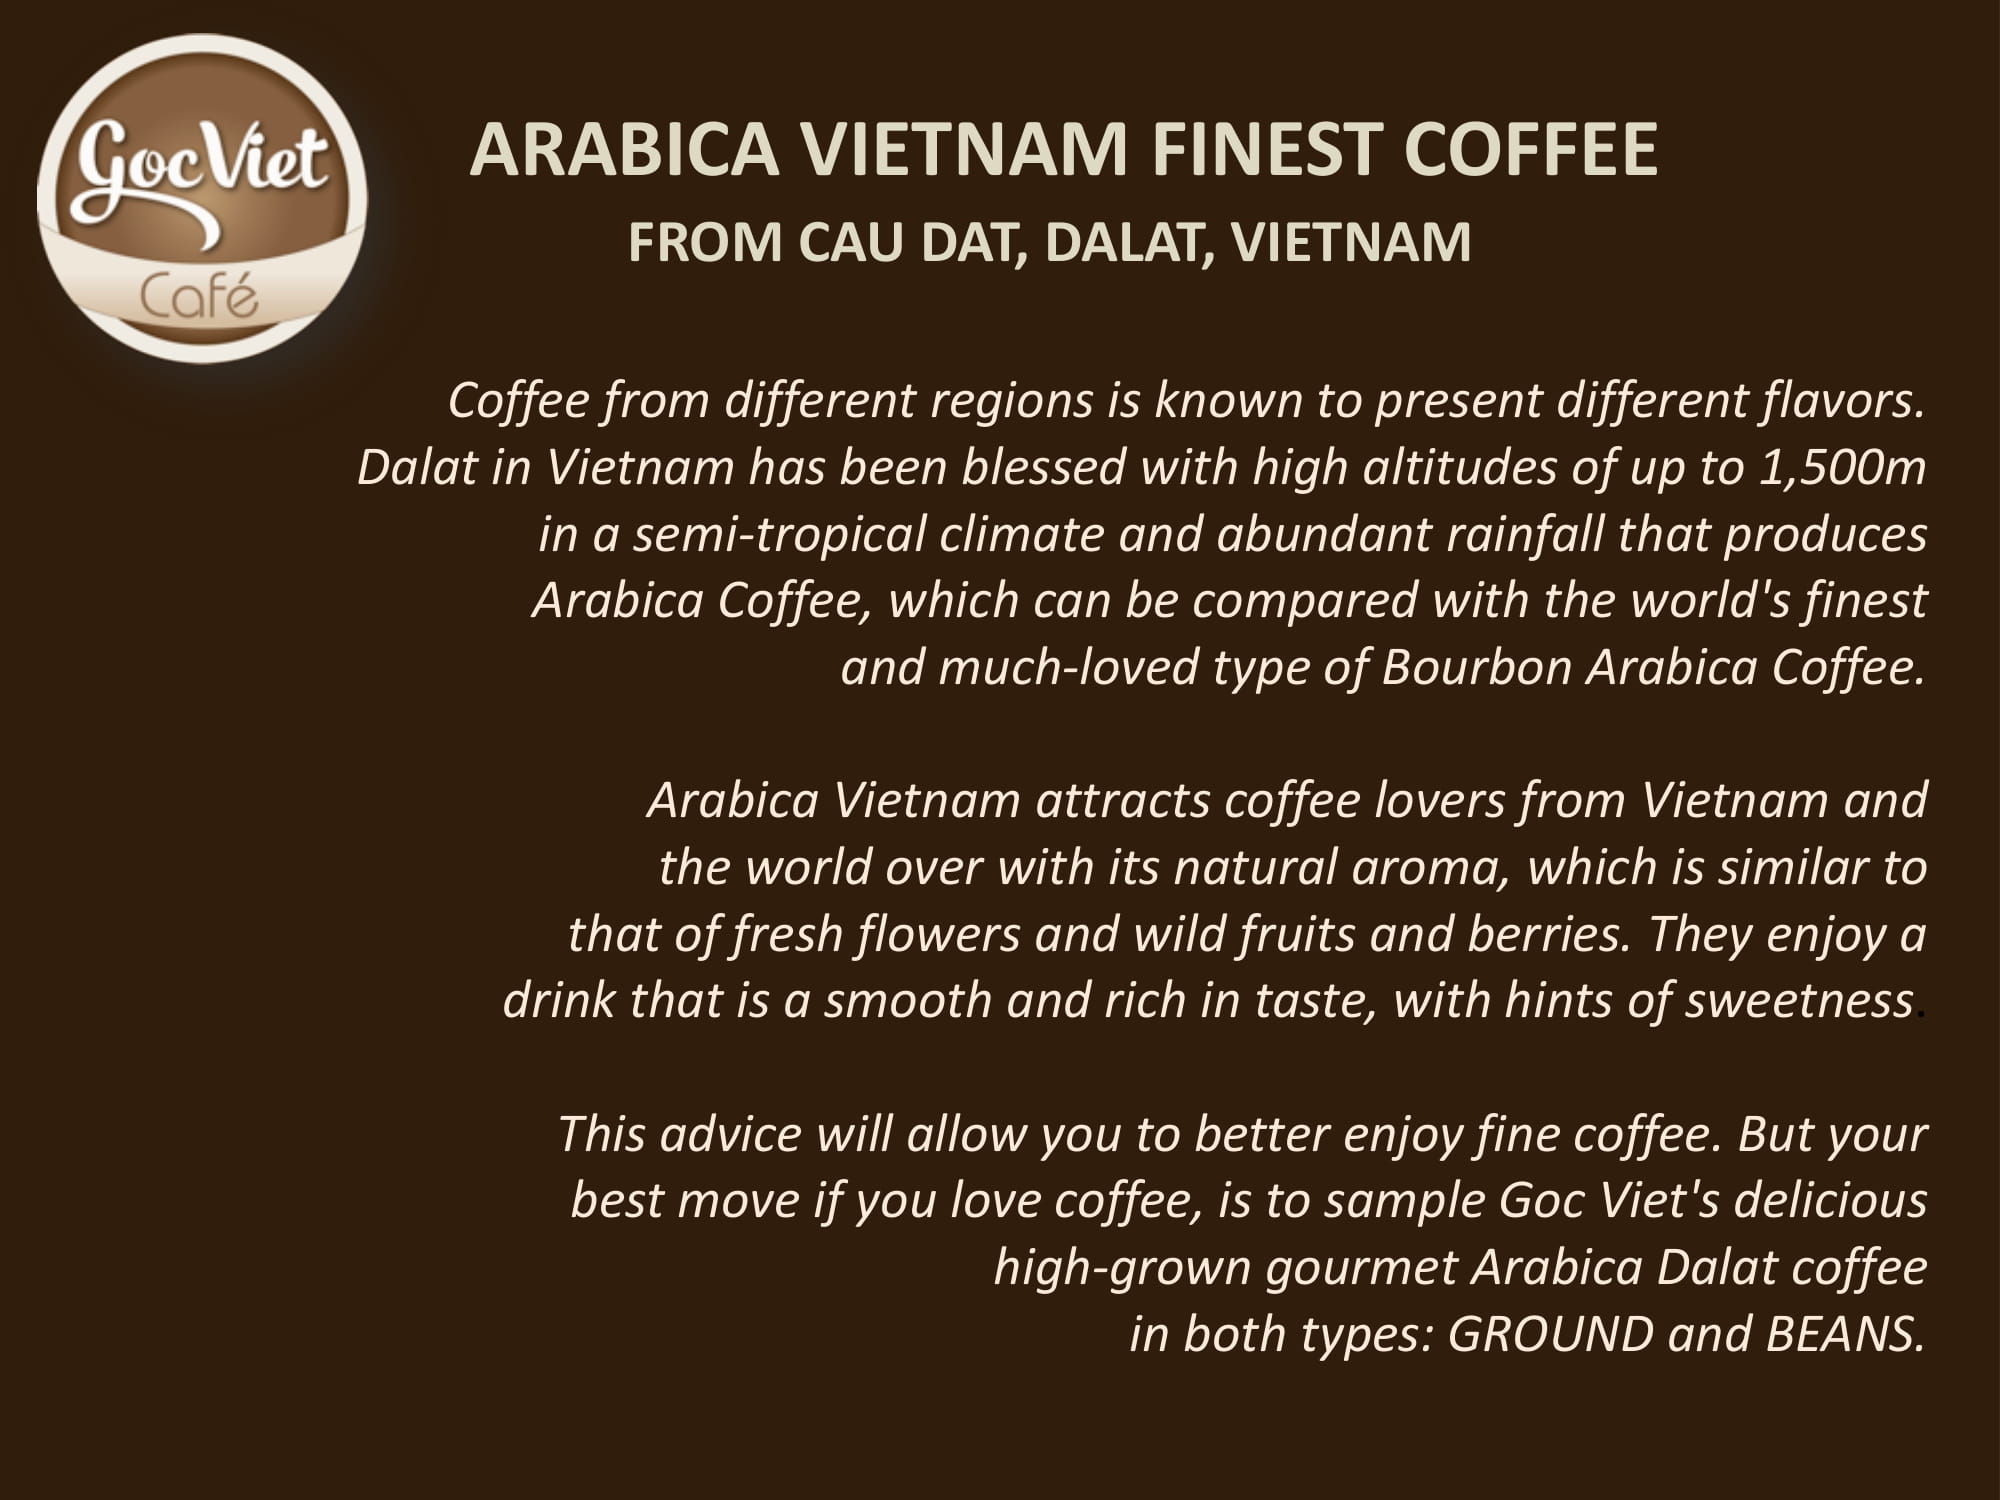 GocViet
Café
ARABICA VIETNAM FINEST COFFEE
FROM CAU DAT, DALAT, VIETNAM
Coffee from different regions is known to present different flavors.
Dalat in Vietnam has been blessed with high altitudes of up to 1,500m
in a semi-tropical climate and abundant rainfall that produces
Arabica Coffee, which can be compared with the world's finest
and much-loved type of Bourbon Arabica Coffee.
Arabica Vietnam attracts coffee lovers from Vietnam and
the world over with its natural aroma, which is similar to
that of fresh flowers and wild fruits and berries. They enjoy a
drink that is a smooth and rich in taste, with hints of sweetness.
This advice will allow you to better enjoy fine coffee. But your
best move if you love coffee, is to sample Goc Viet's delicious
high-grown gourmet Arabica Dalat coffee
in both types: GROUND and BEANS.